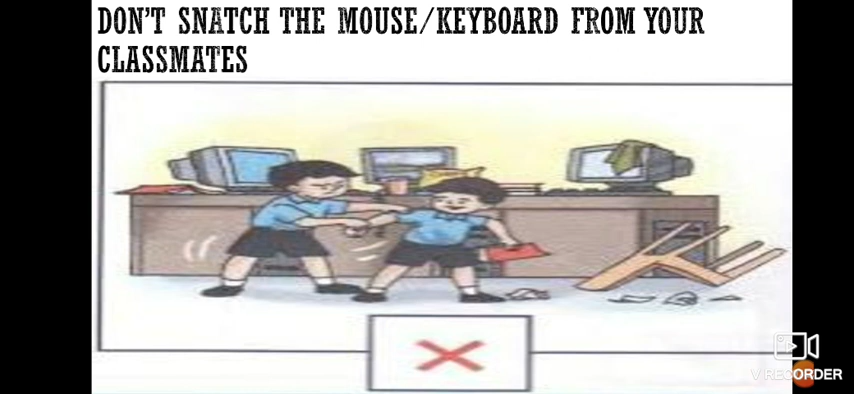 DON'T SNATCH THE MOUSE/KEYBOARD FROM YOUR
CLASSMATES
V RECORDER